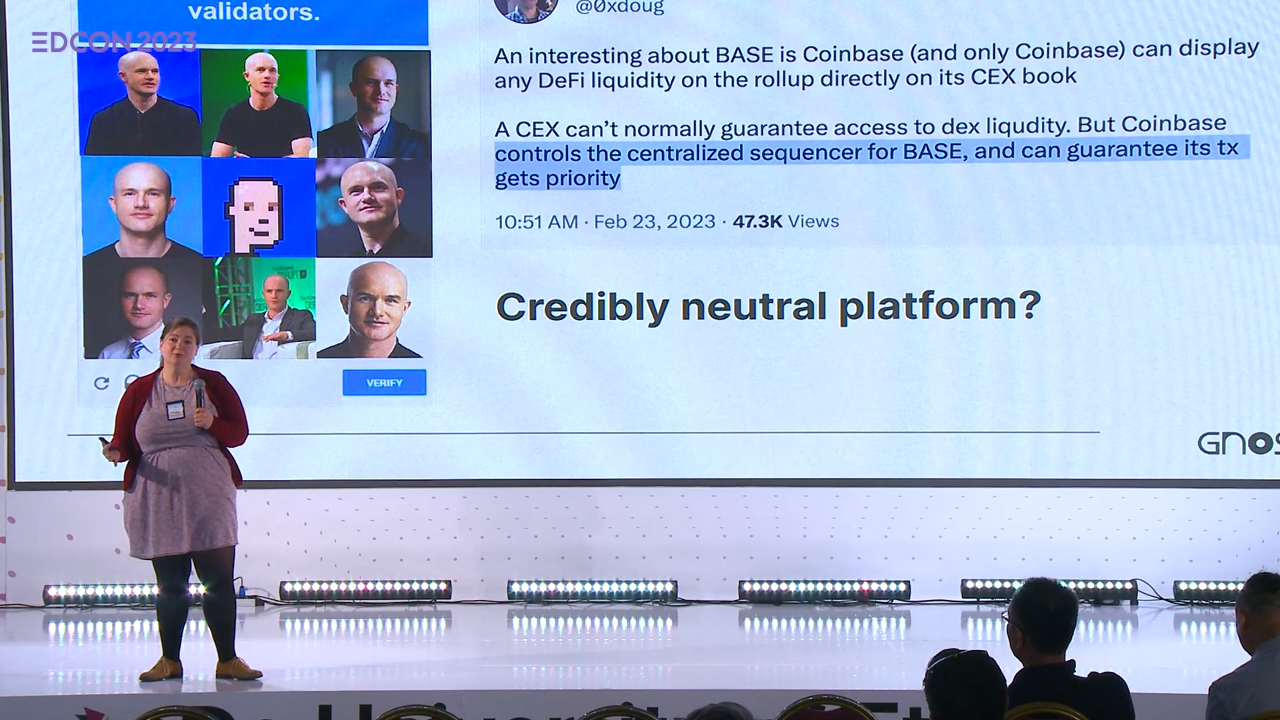 validators.
EDCON 2023
@0xdoug
An interesting about BASE is Coinbase (and only Coinbase) can display
any DeFi liquidity on the rollup directly on its CEX book
A CEX can’t normally guarantee access to dex liqudity. But Coinbase
controls the centralized sequencer for BASE, and can guarantee its tx
gets priority
10:51 AM · Feb 23, 2023 · 47.3K Views
Credibly neutral platform?
VERIFY